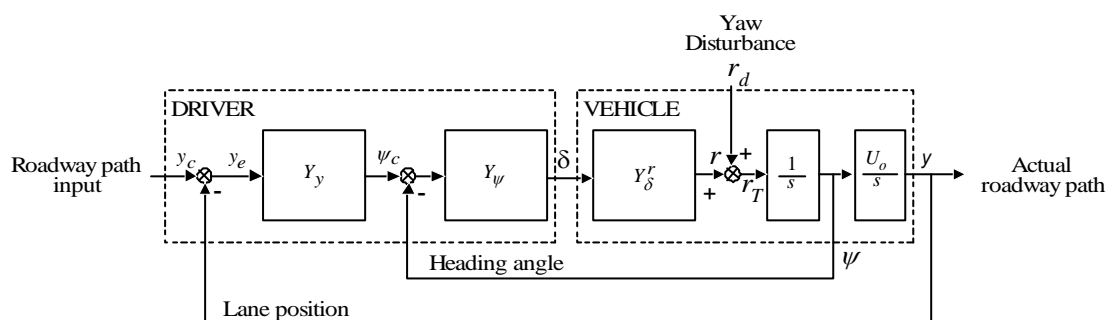 Yaw
Disturbance
r_d
DRIVER
VEHICLE
Roadway path
input
y_c
-
y_e
Y_y
ψ_c
-
Y_ψ
δ
Y_δ^r
r
+
+
r_T
1
s
U_o
s
y
Actual
roadway path
Heading angle
ψ
Lane position